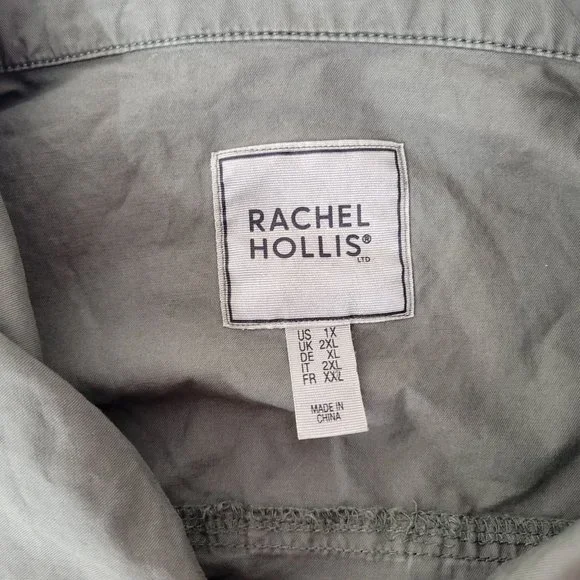 RACHEL
HOLLIS®
LTD
US 1X
UK 2XL
DE XL
IT 2XL
FR XXL
MADE IN
CHINA